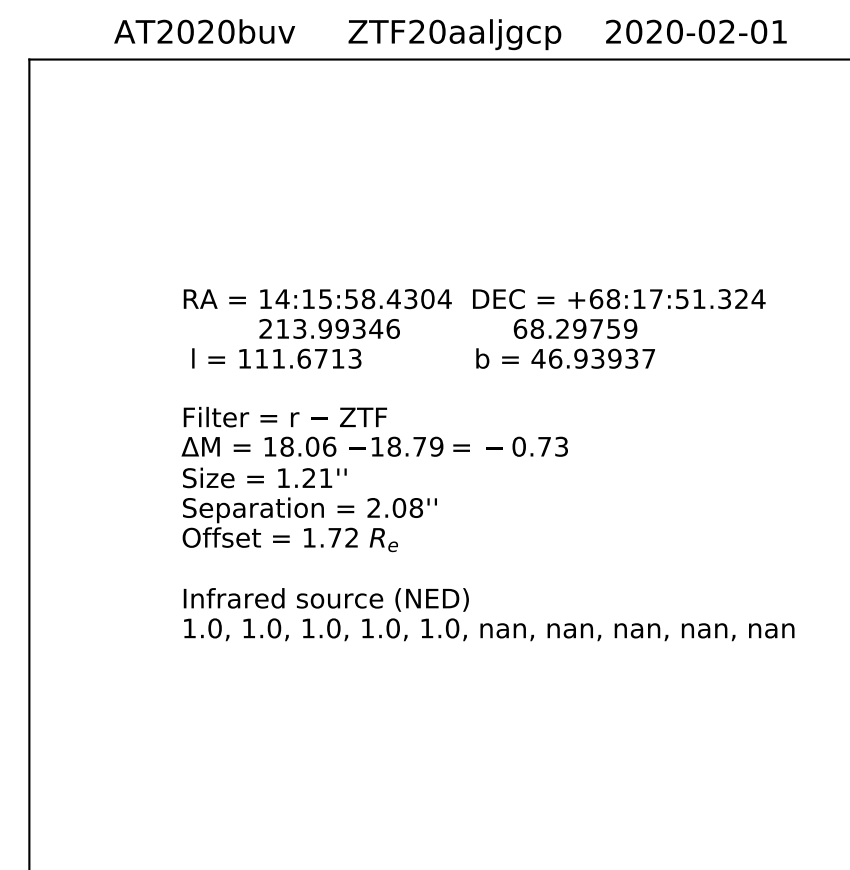 AT2020buv ZTF20aaljgcp 2020-02-01
RA = 14:15:58.4304 DEC = +68:17:51.324
213.99346 68.29759
l = 111.6713 b = 46.93937
Filter = r − ZTF
ΔM = 18.06 −18.79 = − 0.73
Size = 1.21''
Separation = 2.08''
Offset = 1.72 Re
Infrared source (NED)
1.0, 1.0, 1.0, 1.0, 1.0, nan, nan, nan, nan, nan